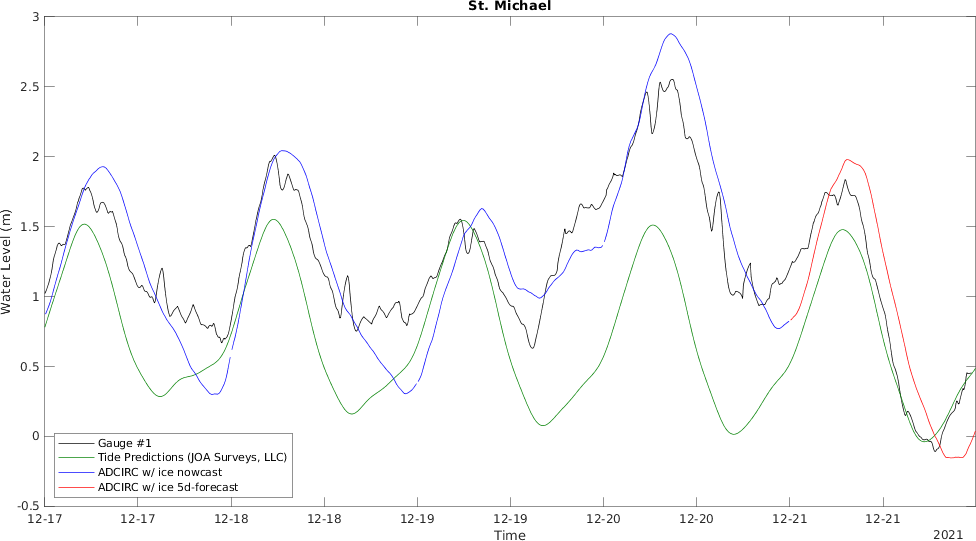 St. Michael
3
2.5
2
1.5
1
0.5
0
-0.5
Water Level (m)
Gauge #1
Tide Predictions (JOA Surveys, LLC)
ADCIRC w/ ice nowcast
ADCIRC w/ ice 5d-forecast
12-17 12-17 12-18 12-18 12-19 12-19 12-20 12-20 12-21 12-21
Time
2021